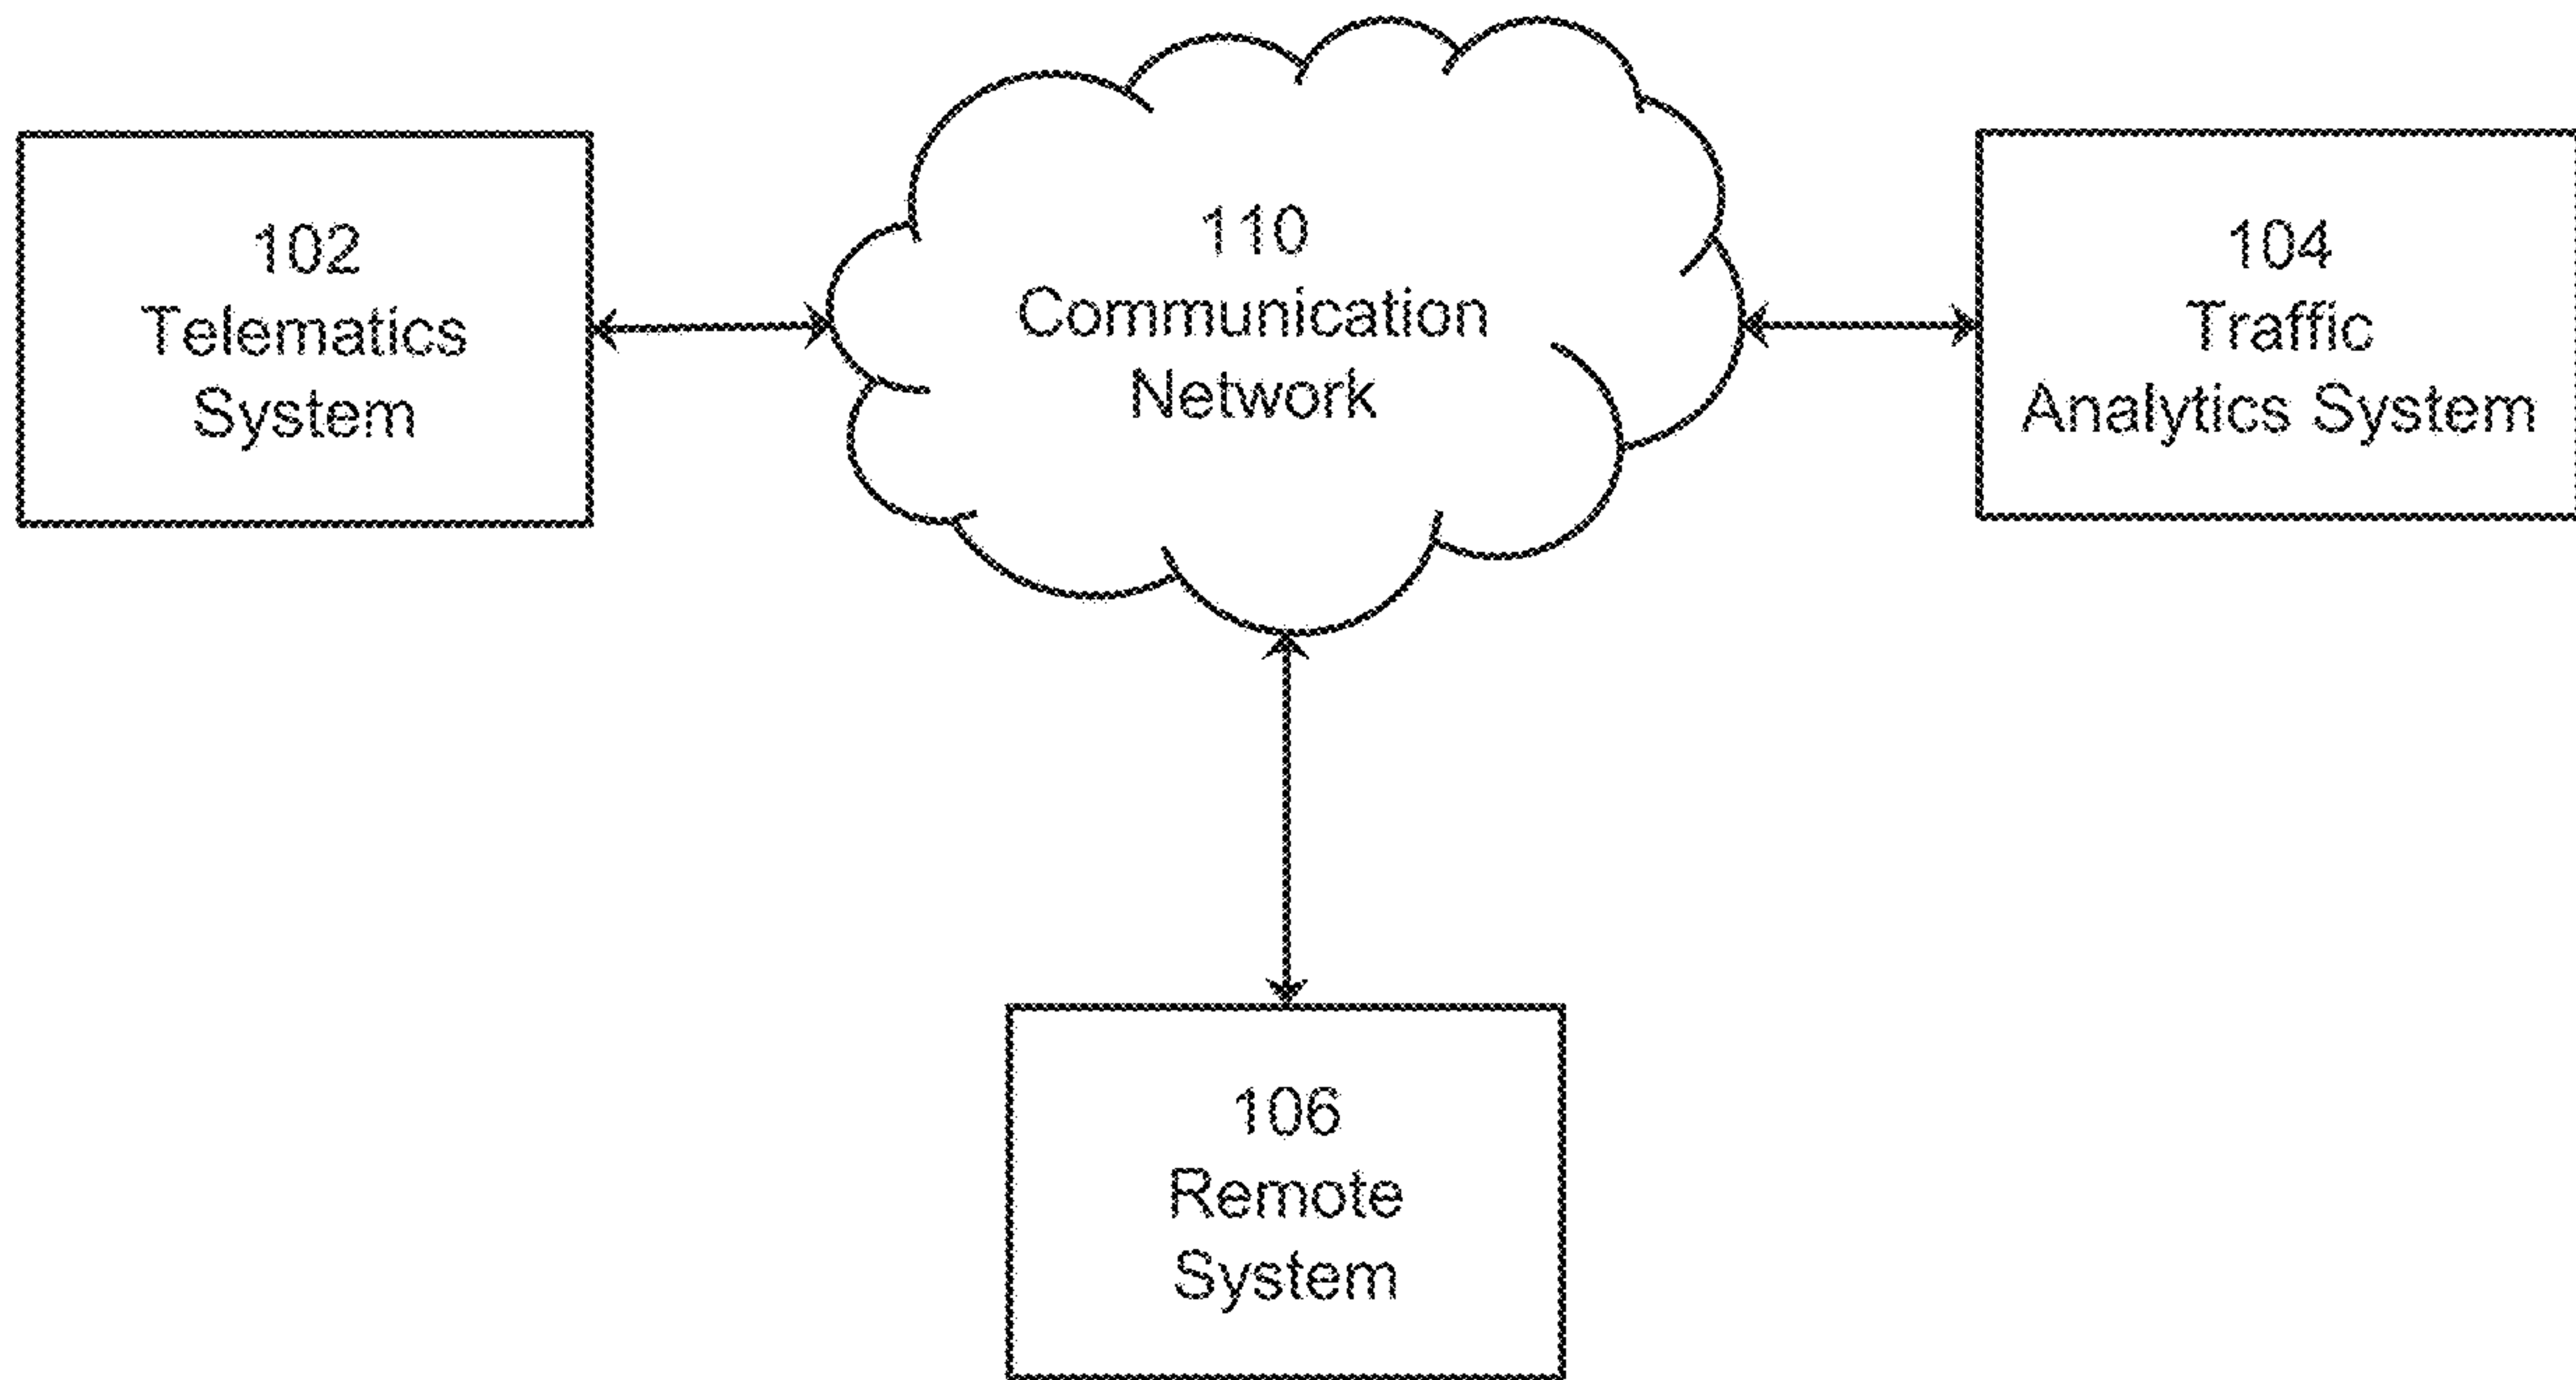 102
Telematics
System
110
Communication
Network
104
Traffic
Analytics System
106
Remote
System